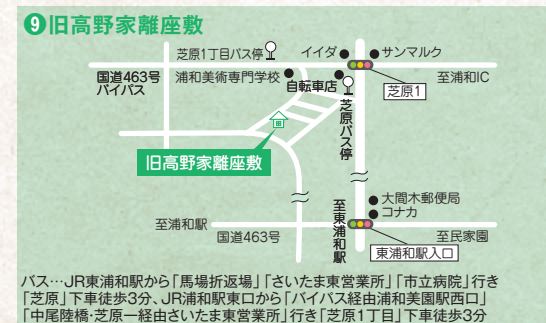 ❾旧高野家離座敷
芝原1丁目バス停
イイダ
サンマルク
国道463号
バイパス
浦和美術専門学校
自転車店
至浦和IC
芝原1
芝原バス停
旧高野家離座敷
至東浦和駅
大間木郵便局
コナカ
至浦和駅
国道463号
至民家園
東浦和駅入口
バス…JR東浦和駅から「馬場折返場」「さいたま東営業所」「市立病院」行き
「芝原」下車徒歩3分、JR浦和駅東口から「バイパス経由浦和美園駅西口」
「中尾陸橋・芝原一経由さいたま東営業所」行き「芝原1丁目」下車徒歩3分